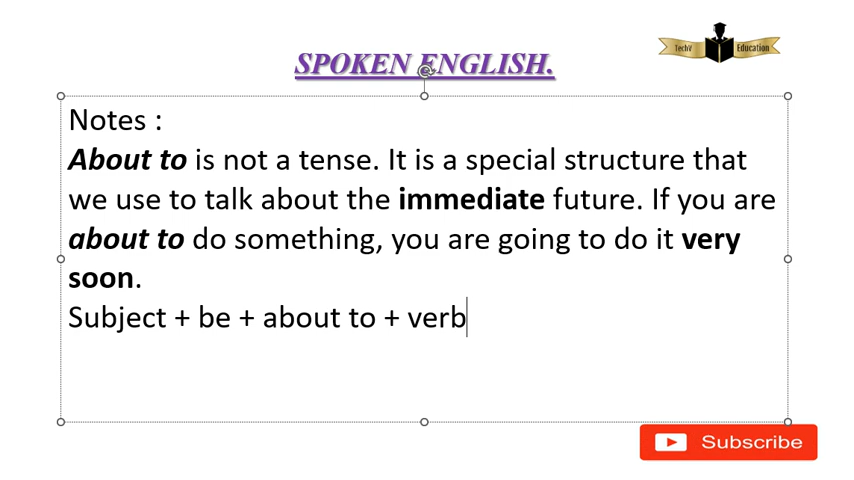 SPOKEN ENGLISH.
TechV Education
Notes :
About to is not a tense. It is a special structure that
we use to talk about the immediate future. If you are
about to do something, you are going to do it very
soon.
Subject + be + about to + verb
Subscribe